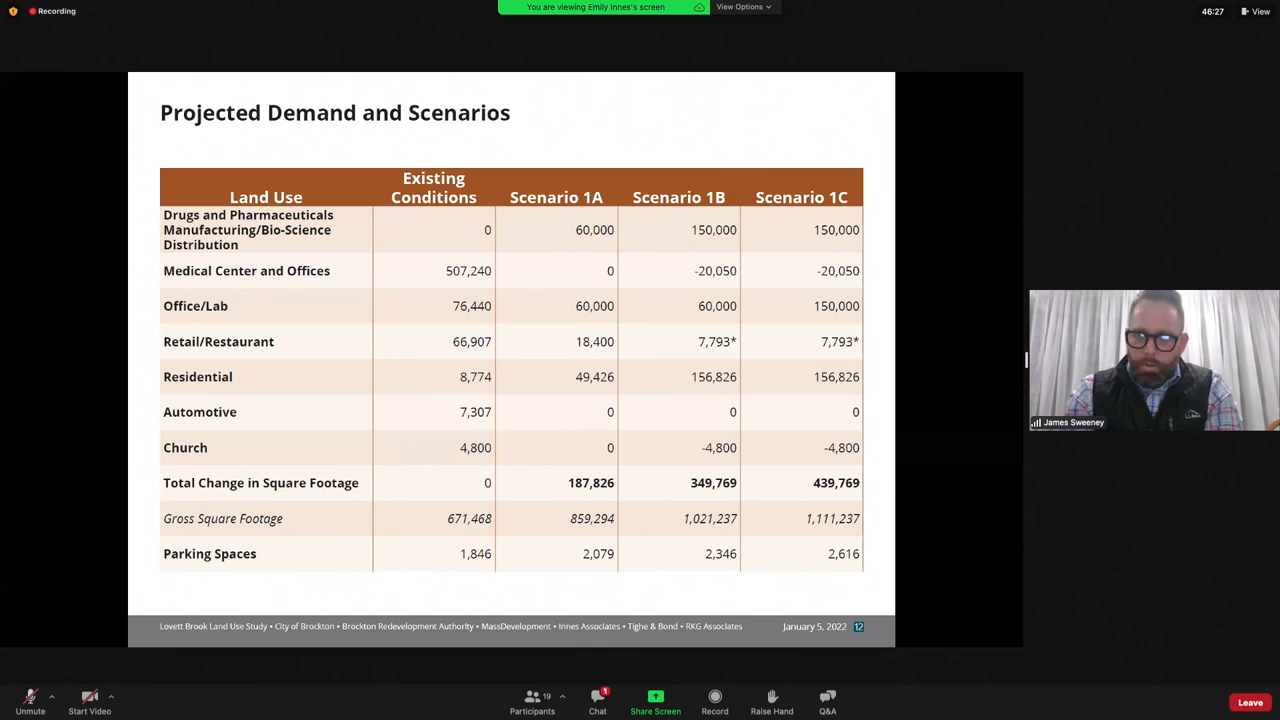 Recording
You are viewing Emily Innes's screen
View Options
46:27
View
Projected Demand and Scenarios
Land Use Existing Conditions Scenario 1A Scenario 1B Scenario 1C
Drugs and Pharmaceuticals Manufacturing/Bio-Science Distribution 0 60,000 150,000 150,000
Medical Center and Offices 507,240 0 -20,050 -20,050
Office/Lab 76,440 60,000 60,000 150,000
Retail/Restaurant 66,907 18,400 7,793* 7,793*
Residential 8,774 49,426 156,826 156,826
Automotive 7,307 0 0 0
Church 4,800 0 -4,800 -4,800
Total Change in Square Footage 0 187,826 349,769 439,769
Gross Square Footage 671,468 859,294 1,021,237 1,111,237
Parking Spaces 1,846 2,079 2,346 2,616
James Sweeney
Lovett Brook Land Use Study • City of Brockton • Brockton Redevelopment Authority • MassDevelopment • Innes Associates • Tighe & Bond • RKG Associates January 5, 2022 12
Unmute
Start Video
Participants 19
Chat 1
Share Screen
Record
Raise Hand
Q&A
Leave